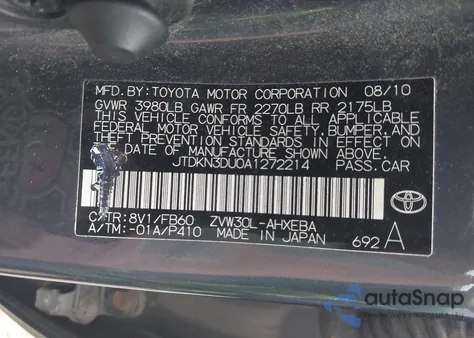 MFD. BY: TOYOTA MOTOR CORPORATION 08/10
GVWR 3980LB GAWR FR 2270LB RR 2175LB
THIS VEHICLE CONFORMS TO ALL APPLICABLE
FEDERAL MOTOR VEHICLE SAFETY, BUMPER, AND
THEFT PREVENTION STANDARDS IN EFFECT ON
THE DATE OF MANUFACTURE SHOWN ABOVE.
JTDKN3DU0A1272214 PASS.CAR
C/TR: 8V1/FB60 ZVW30L-AHXEBA
A/TM: -01A/P410 MADE IN JAPAN 692 A
autoSnap